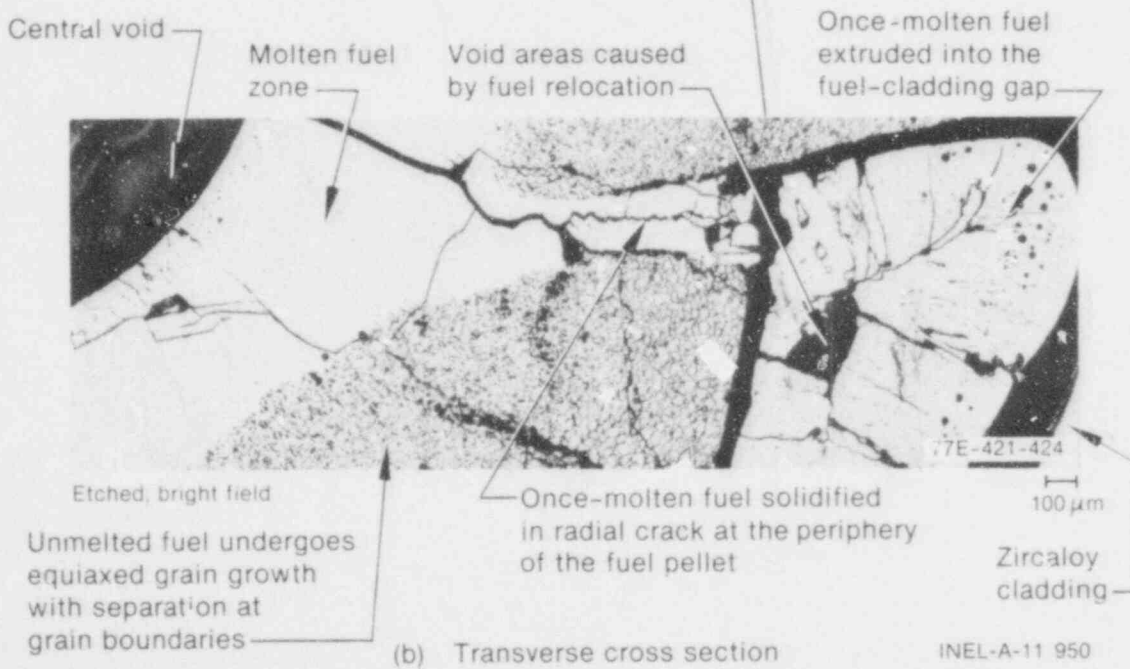 Central void
Molten fuel
zone
Void areas caused
by fuel relocation
Once-molten fuel
extruded into the
fuel-cladding gap
77E-421-424
Etched, bright field
100 µm
Once-molten fuel solidified
in radial crack at the periphery
of the fuel pellet
Unmelted fuel undergoes
equiaxed grain growth
with separation at
grain boundaries
Zircaloy
cladding
(b) Transverse cross section
INEL-A-11 950